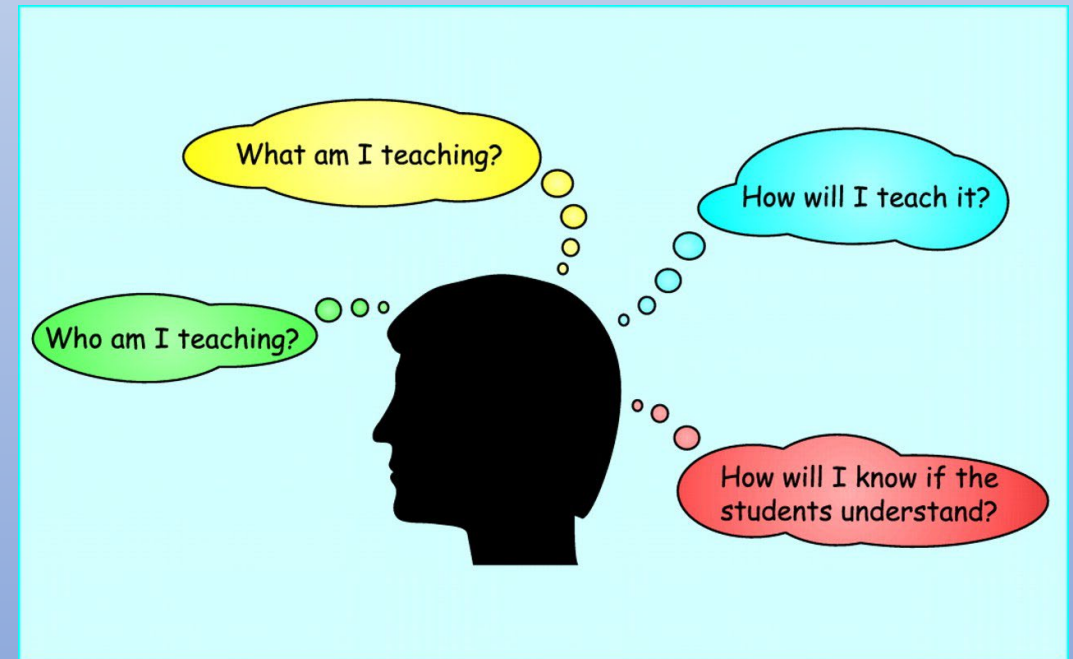 What am I teaching?
How will I teach it?
Who am I teaching?
How will I know if the
students understand?